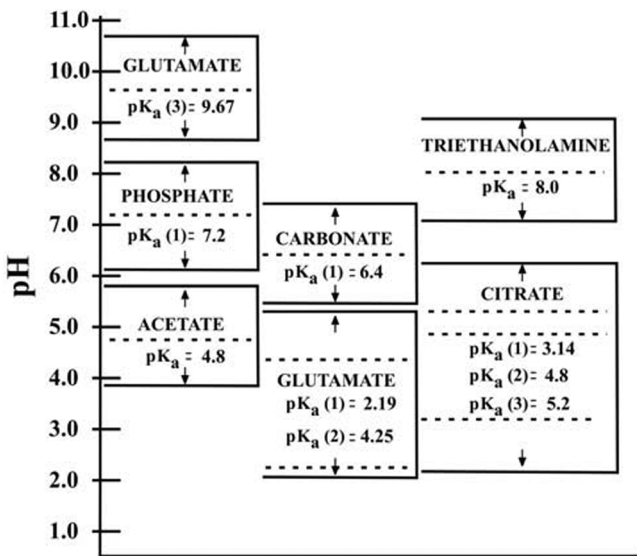 pH
11.0
10.0
9.0
8.0
7.0
6.0
5.0
4.0
3.0
2.0
1.0
GLUTAMATE
pKa (3)= 9.67
PHOSPHATE
pKa (1)= 7.2
ACETATE
pKa = 4.8
CARBONATE
pKa (1)= 6.4
GLUTAMATE
pKa (1)= 2.19
pKa (2)= 4.25
TRIETHANOLAMINE
pKa = 8.0
CITRATE
pKa (1)= 3.14
pKa (2)= 4.8
pKa (3)= 5.2